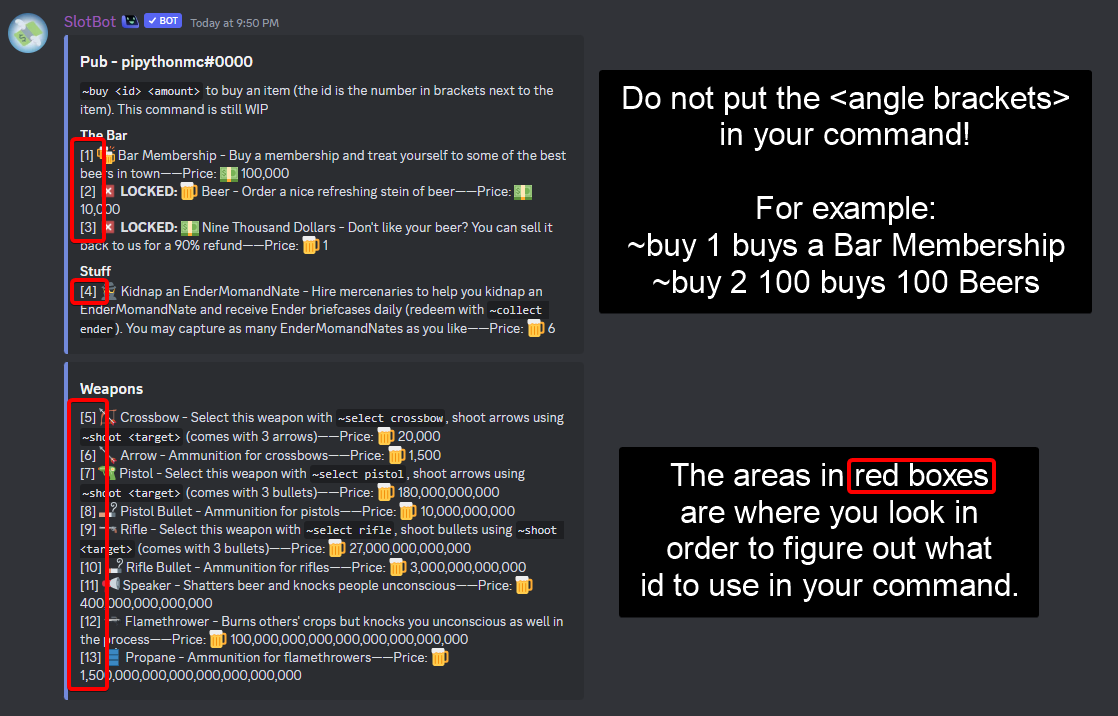 SlotBot BOT Today at 9:50 PM
Pub - pipythonmc#0000
~buy <id> <amount> to buy an item (the id is the number in brackets next to the
item). This command is still WIP
The Bar
[1] Bar Membership - Buy a membership and treat yourself to some of the best
beers in town——Price: 100,000
[2] LOCKED: Beer - Order a nice refreshing stein of beer——Price:
10,000
[3] LOCKED: Nine Thousand Dollars - Don't like your beer? You can sell it
back to us for a 90% refund——Price: 1
Stuff
[4] Kidnap an EnderMomandNate - Hire mercenaries to help you kidnap an
EnderMomandNate and receive Ender briefcases daily (redeem with ~collect
ender). You may capture as many EnderMomandNates as you like——Price: 6
Weapons
[5] Crossbow - Select this weapon with ~select crossbow, shoot arrows using
~shoot <target> (comes with 3 arrows)——Price: 20,000
[6] Arrow - Ammunition for crossbows——Price: 1,500
[7] Pistol - Select this weapon with ~select pistol, shoot arrows using
~shoot <target> (comes with 3 bullets)——Price: 180,000,000,000
[8] Pistol Bullet - Ammunition for pistols——Price: 10,000,000,000
[9] Rifle - Select this weapon with ~select rifle, shoot bullets using ~shoot
<target> (comes with 3 bullets)——Price: 27,000,000,000,000
[10] Rifle Bullet - Ammunition for rifles——Price: 3,000,000,000,000
[11] Speaker - Shatters beer and knocks people unconscious——Price:
400,000,000,000,000
[12] Flamethrower - Burns others' crops but knocks you unconscious as well in
the process——Price: 100,000,000,000,000,000,000,000,000
[13] Propane - Ammunition for flamethrowers——Price:
1,500,000,000,000,000,000,000,000
Do not put the <angle brackets>
in your command!
For example:
~buy 1 buys a Bar Membership
~buy 2 100 buys 100 Beers
The areas in red boxes
are where you look in
order to figure out what
id to use in your command.